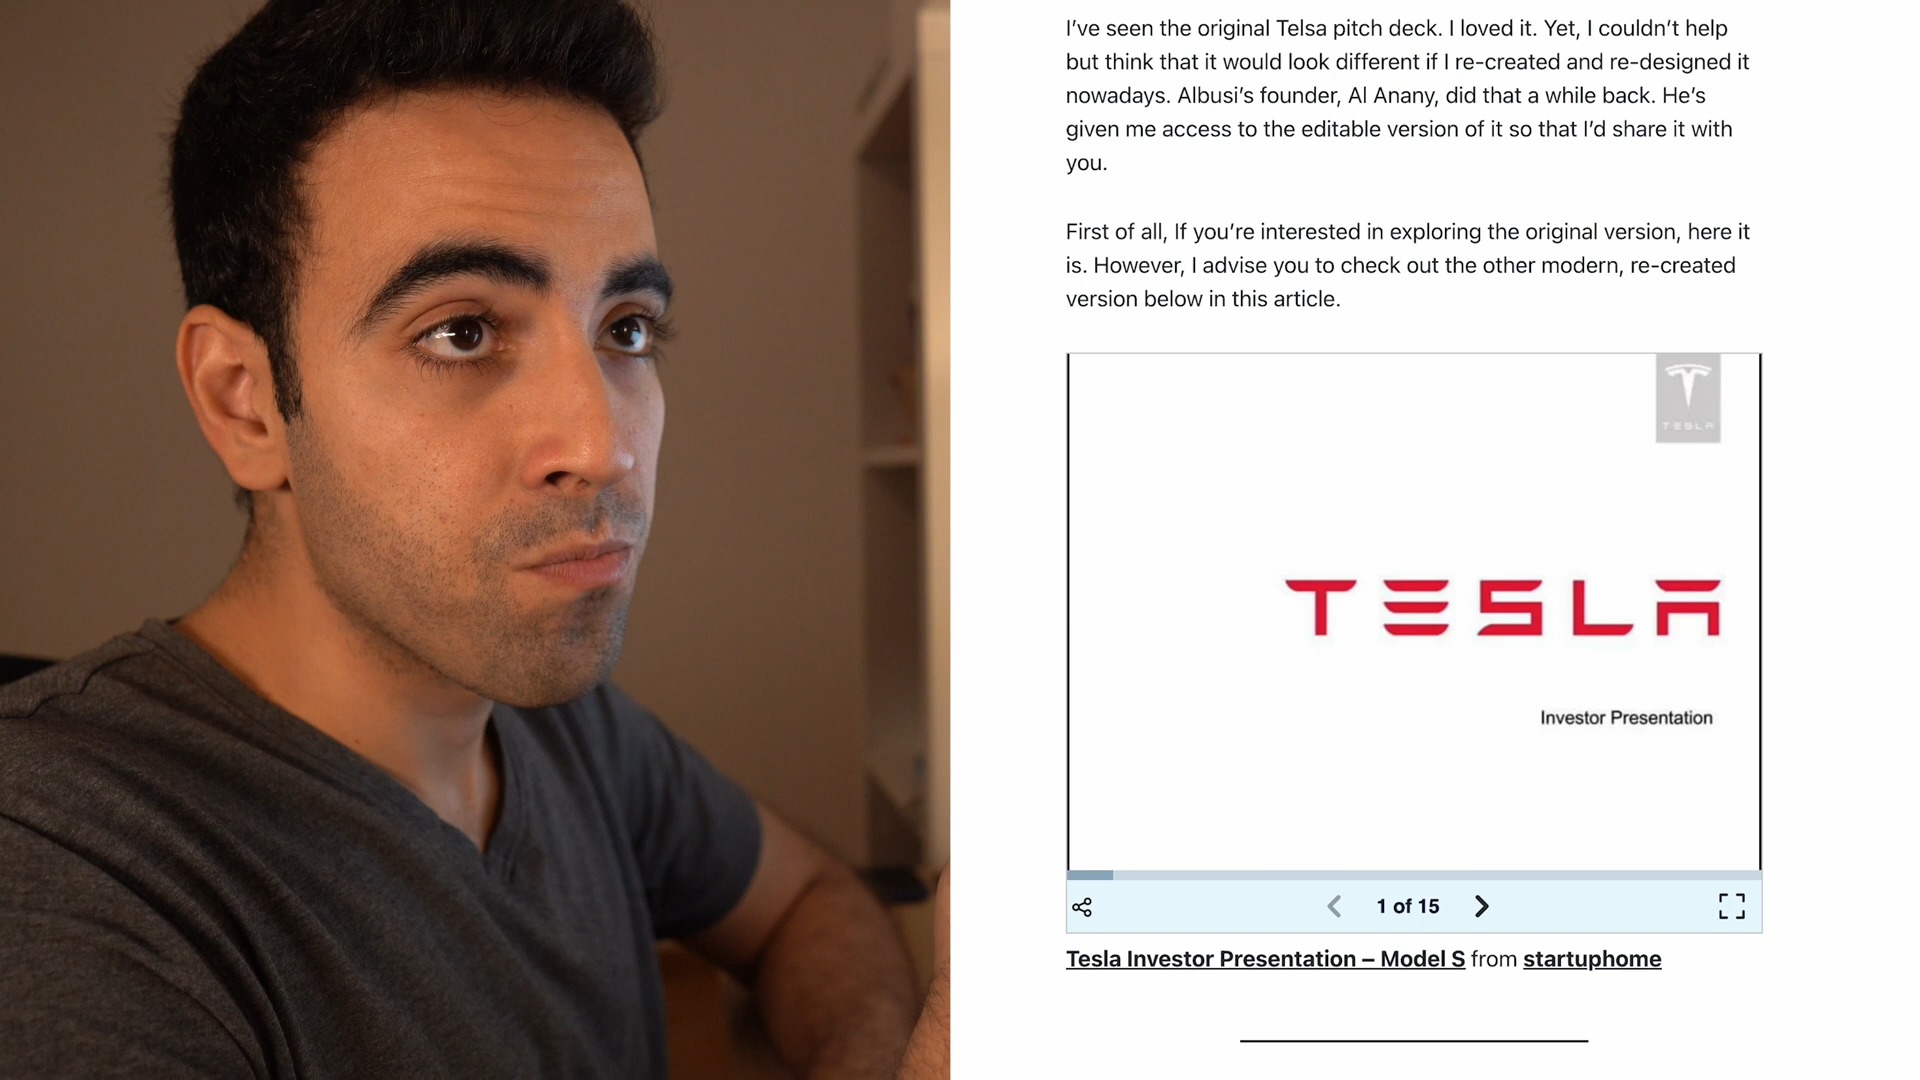 I've seen the original Telsa pitch deck. I loved it. Yet, I couldn't help
but think that it would look different if I re-created and re-designed it
nowadays. Albusi's founder, Al Anany, did that a while back. He's
given me access to the editable version of it so that I'd share it with
you.
First of all, If you're interested in exploring the original version, here it
is. However, I advise you to check out the other modern, re-created
version below in this article.
TESLA
TESLA
Investor Presentation
1 of 15
Tesla Investor Presentation – Model S from startuphome